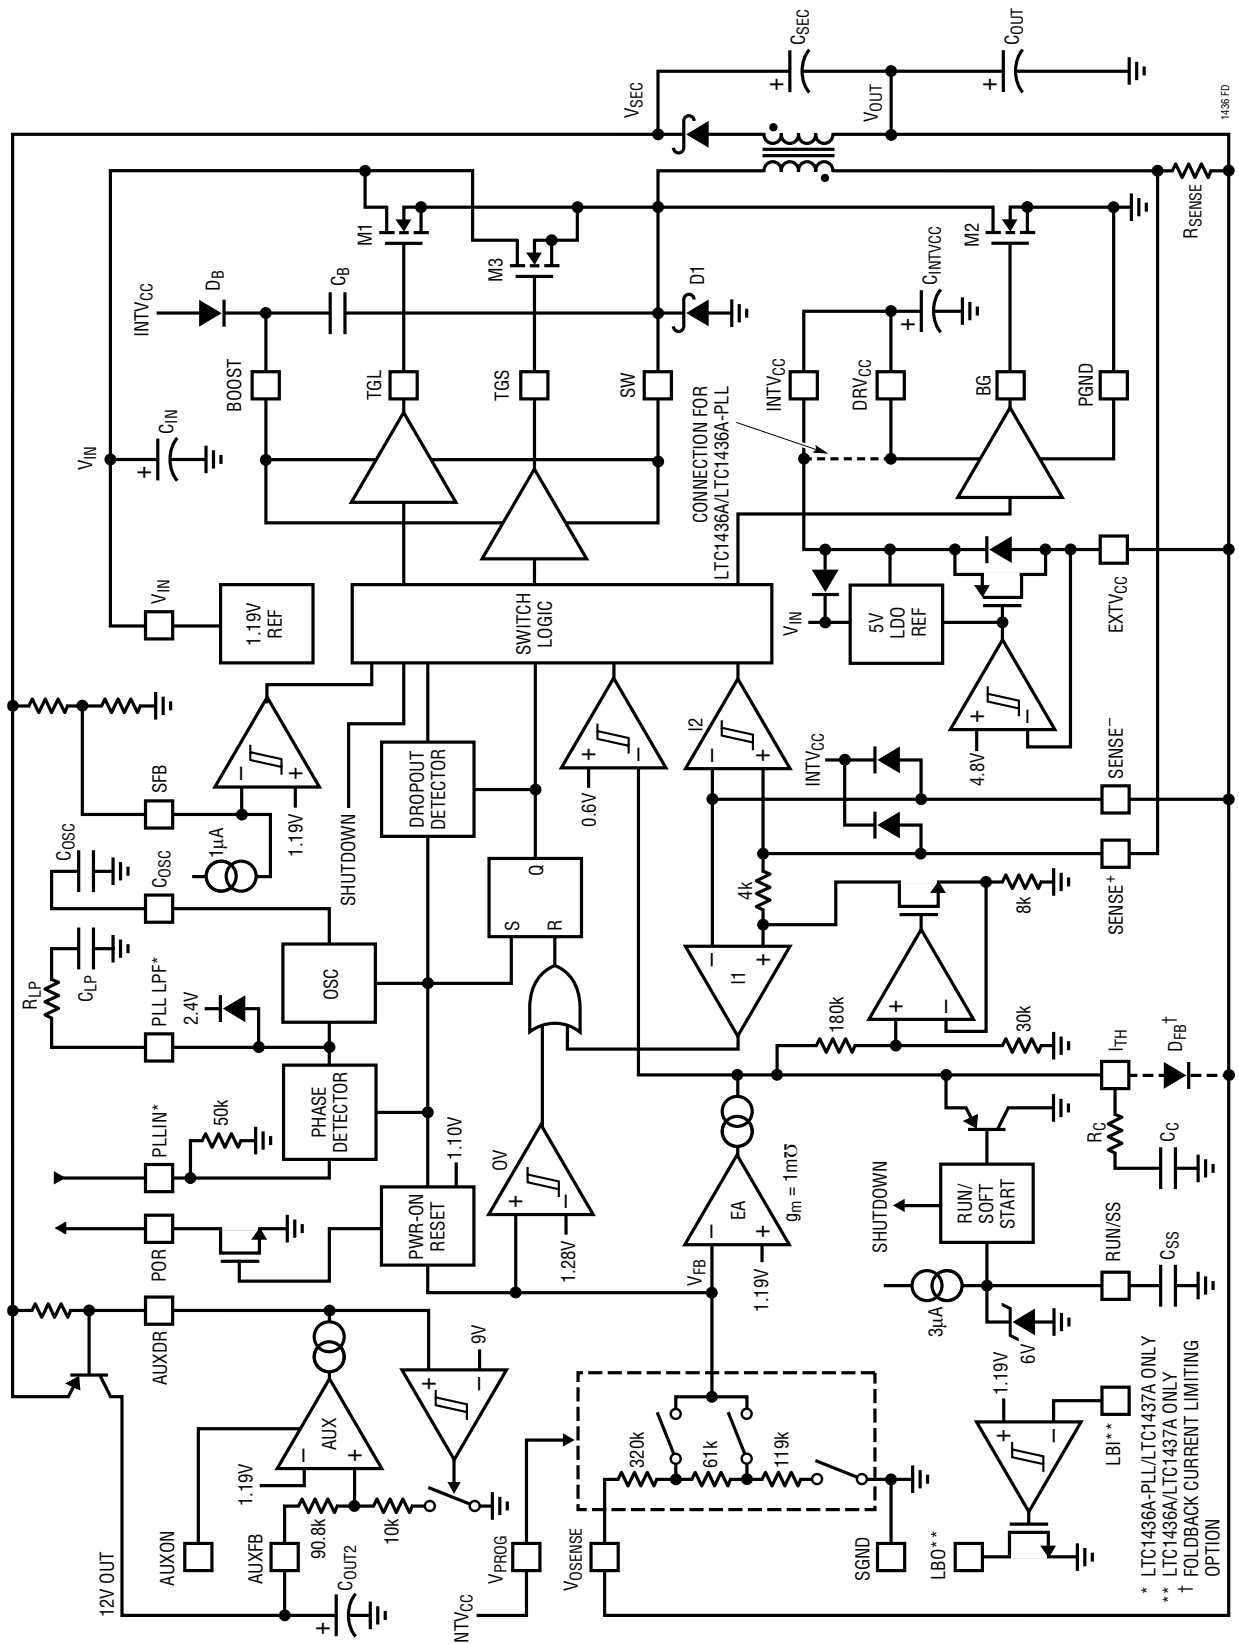 VIN
CIN
+
INTVCC
DB
CB
BOOST
TGL
TGS
SW
M1
M3
D1
VSEC
+
CSEC
VOUT
+
COUT
1436 FD
INTVCC
DRVCC
CINTVCC
+
BG
PGND
M2
RSENSE
CONNECTION FOR
LTC1436A/LTC1436A-PLL
VIN
1.19V
REF
SWITCH
LOGIC
VIN
5V
LDO
REF
EXTVCC
4.8V
+
–
SFB
–
+
1.19V
1µA
COSC
COSC
SHUTDOWN
DROPOUT
DETECTOR
0.6V
+
–
I2
–
+
INTVCC
SENSE–
SENSE+
RLP
CLP
PLL LPF*
2.4V
OSC
S
R
Q
4k
I1
–
+
8k
180k
+
–
30k
PLLIN*
50k
PHASE
DETECTOR
ITH
DFB†
RC
CC
POR
PWR-ON
RESET
1.10V
OV
+
–
1.28V
EA
–
+
gm = 1m℧
VFB
1.19V
SHUTDOWN
RUN/
SOFT
START
RUN/SS
CSS
3µA
6V
AUXDR
AUX
–
+
1.19V
+
–
9V
90.8k
10k
12V OUT
AUXON
AUXFB
+
COUT2
VPROG
NTVCC
VOSENSE
320k
61k
119k
SGND
1.19V
+
–
LBI**
LBO**
* LTC1436A-PLL/LTC1437A ONLY
** LTC1436A/LTC1437A ONLY
† FOLDBACK CURRENT LIMITING
OPTION